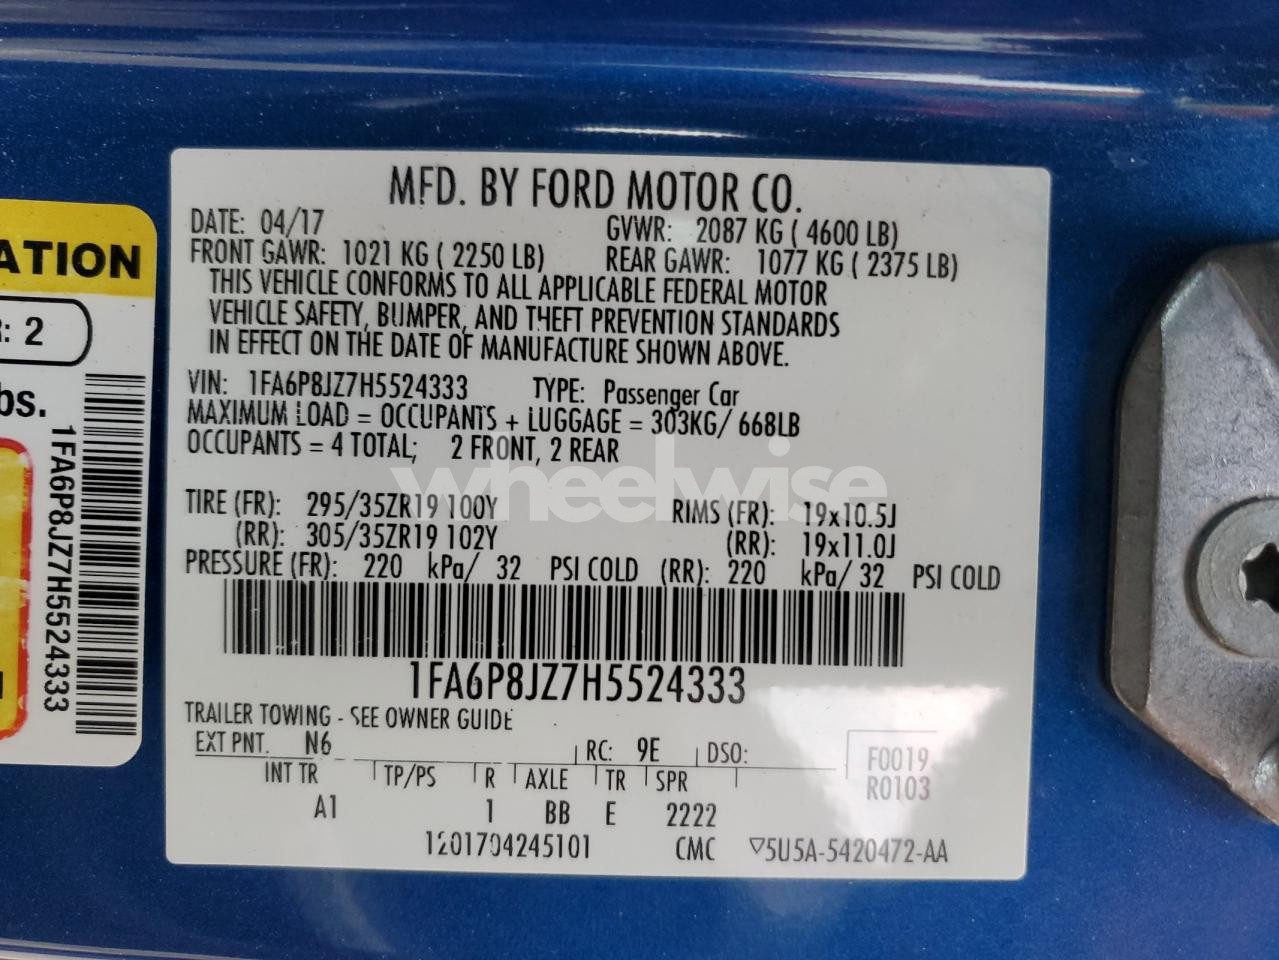 MFD. BY FORD MOTOR CO.
DATE: 04/17 GVWR: 2087 KG ( 4600 LB)
FRONT GAWR: 1021 KG ( 2250 LB) REAR GAWR: 1077 KG ( 2375 LB)
THIS VEHICLE CONFORMS TO ALL APPLICABLE FEDERAL MOTOR
VEHICLE SAFETY, BUMPER, AND THEFT PREVENTION STANDARDS
IN EFFECT ON THE DATE OF MANUFACTURE SHOWN ABOVE.
VIN: 1FA6P8JZ7H5524333 TYPE: Passenger Car
MAXIMUM LOAD = OCCUPANTS + LUGGAGE = 303KG/ 668LB
OCCUPANTS = 4 TOTAL; 2 FRONT, 2 REAR
wheelwise
TIRE (FR): 295/35ZR19 100Y RIMS (FR): 19x10.5J
(RR): 305/35ZR19 102Y (RR): 19x11.0J
PRESSURE (FR): 220 kPa/ 32 PSI COLD (RR): 220 kPa/ 32 PSI COLD
1FA6P8JZ7H5524333
TRAILER TOWING - SEE OWNER GUIDE
EXT PNT. N6 RC: 9E DSO: F0019
INT TR TP/PS R AXLE TR SPR R0103
A1 1 BB E 2222
1201704245101 CMC 5U5A-5420472-AA
ATION
: 2
bs.
1FA6P8JZ7H5524333